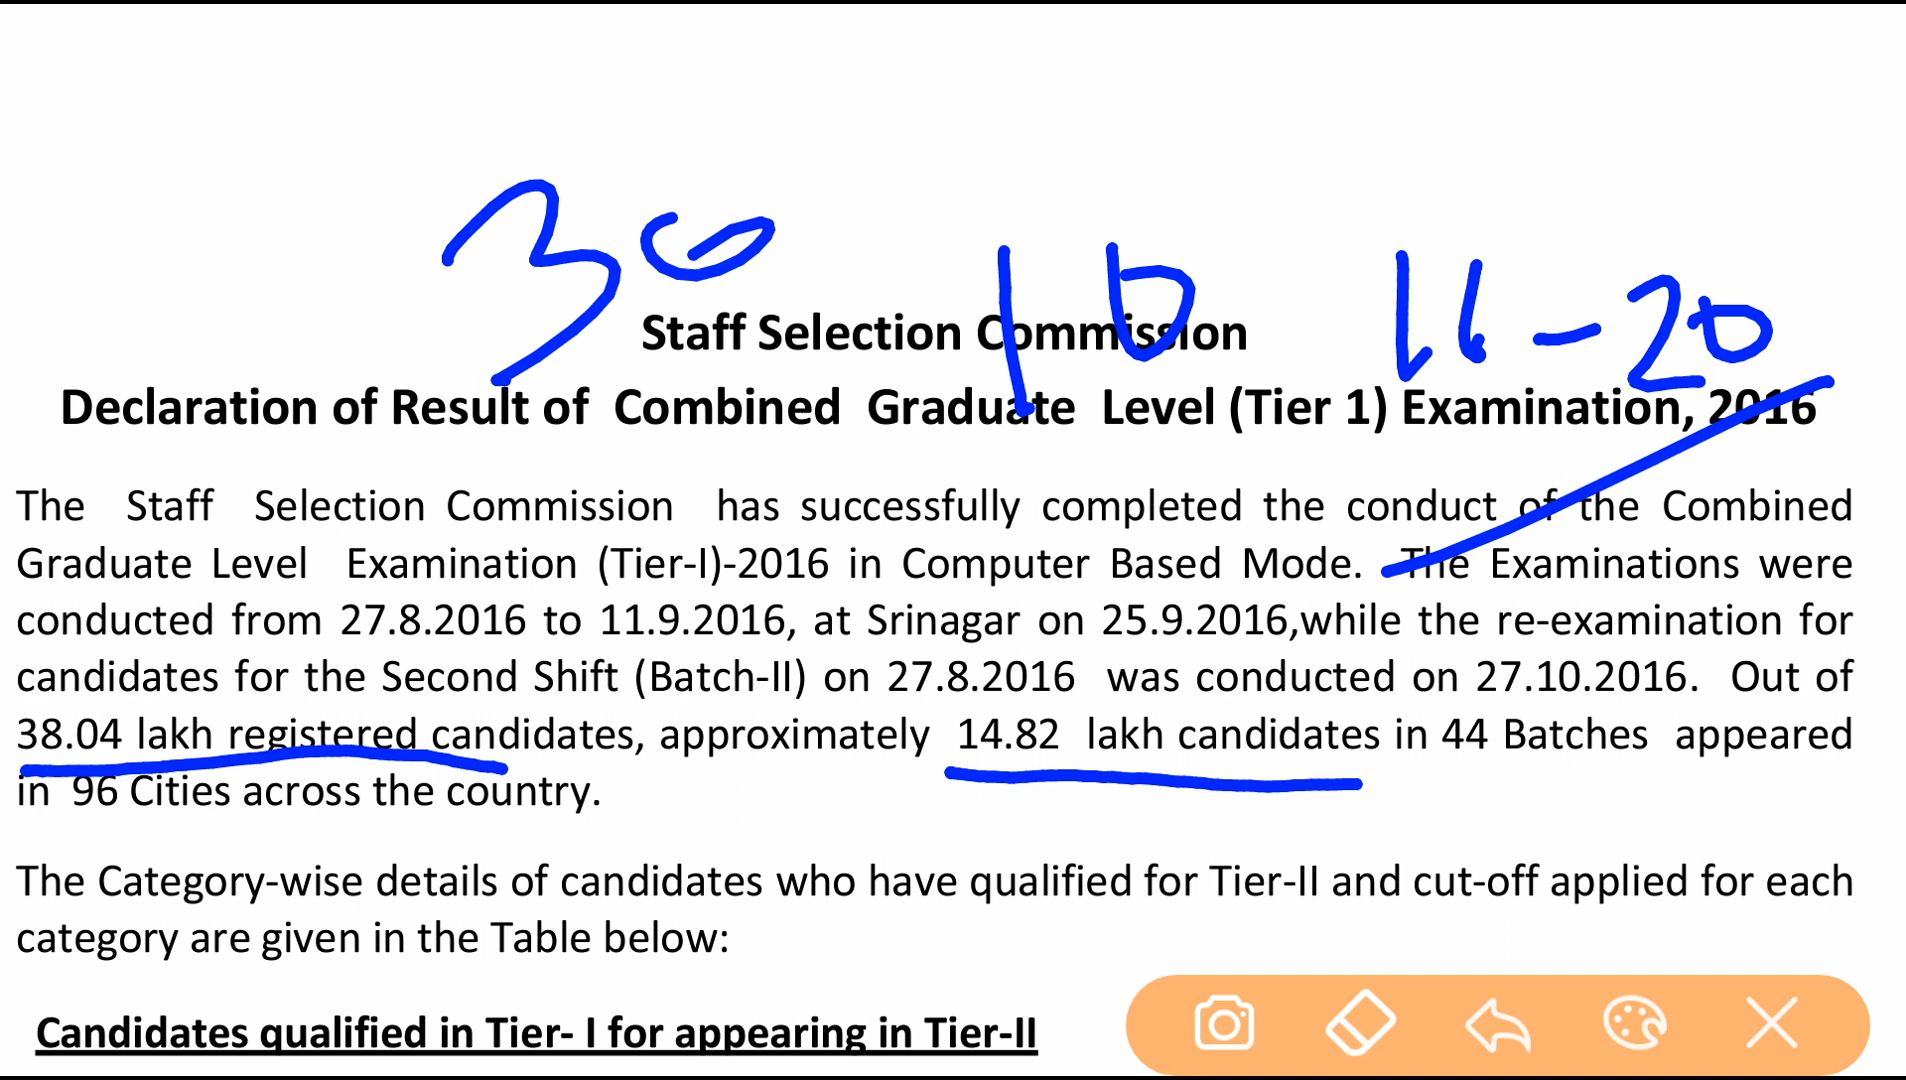 30 10 16-20
Staff Selection Commission
Declaration of Result of Combined Graduate Level (Tier 1) Examination, 2016
The Staff Selection Commission has successfully completed the conduct of the Combined
Graduate Level Examination (Tier-I)-2016 in Computer Based Mode. The Examinations were
conducted from 27.8.2016 to 11.9.2016, at Srinagar on 25.9.2016,while the re-examination for
candidates for the Second Shift (Batch-II) on 27.8.2016 was conducted on 27.10.2016. Out of
38.04 lakh registered candidates, approximately 14.82 lakh candidates in 44 Batches appeared
in 96 Cities across the country.
The Category-wise details of candidates who have qualified for Tier-II and cut-off applied for each
category are given in the Table below:
Candidates qualified in Tier- I for appearing in Tier-II